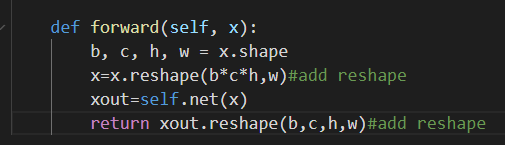 def forward(self, x):
b, c, h, w = x.shape
x=x.reshape(b*c*h,w)#add reshape
xout=self.net(x)
return xout.reshape(b,c,h,w)#add reshape